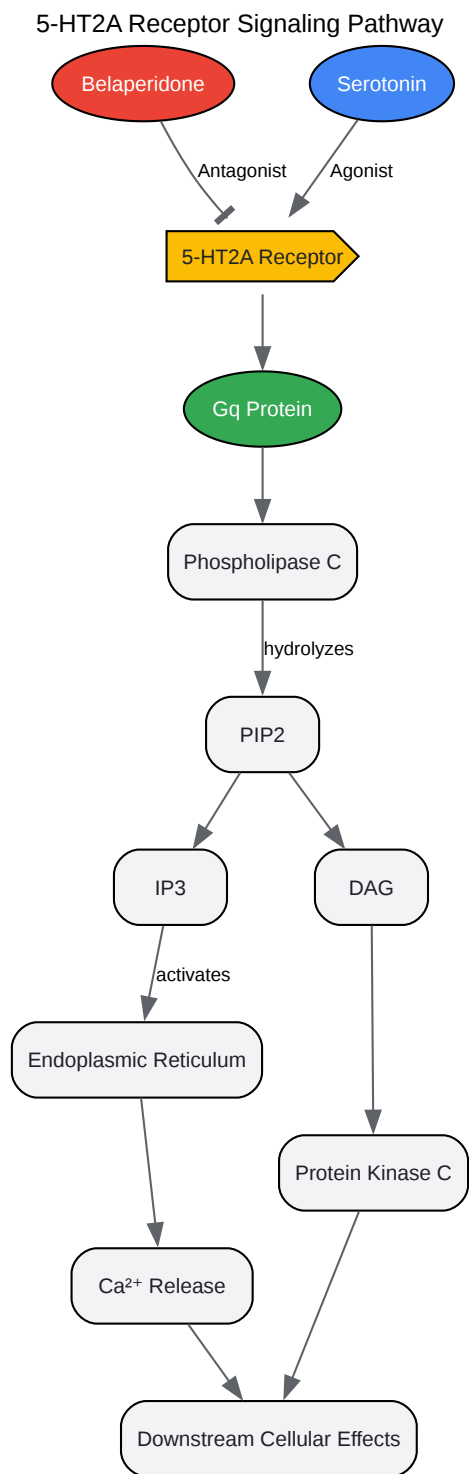 5-HT2A Receptor Signaling Pathway
Belaperidone
Serotonin
Antagonist
Agonist
5-HT2A Receptor
Gq Protein
Phospholipase C
hydrolyzes
PIP2
IP3
DAG
activates
Endoplasmic Reticulum
Protein Kinase C
Ca²⁺ Release
Downstream Cellular Effects